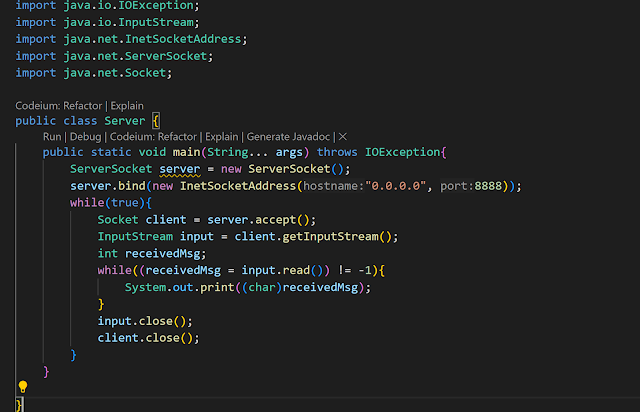 import java.io.IOException;
import java.io.InputStream;
import java.net.InetSocketAddress;
import java.net.ServerSocket;
import java.net.Socket;
Codeium: Refactor | Explain
public class Server {
Run | Debug | Codeium: Refactor | Explain | Generate Javadoc | ×
public static void main(String... args) throws IOException{
ServerSocket server = new ServerSocket();
server.bind(new InetSocketAddress(hostname:"0.0.0.0", port:8888));
while(true){
Socket client = server.accept();
InputStream input = client.getInputStream();
int receivedMsg;
while((receivedMsg = input.read()) != -1){
System.out.print((char)receivedMsg);
}
input.close();
client.close();
}
}
}